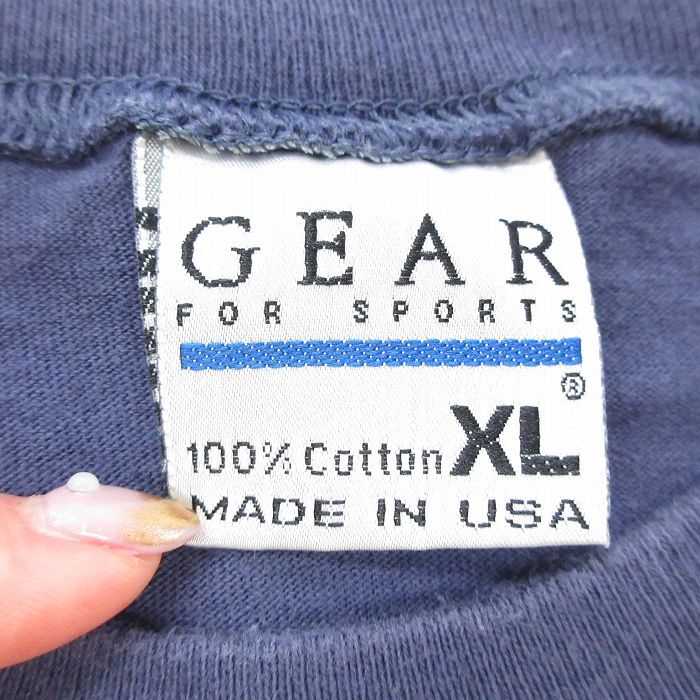 GEAR
FOR SPORTS
®
100% Cotton XL
MADE IN USA